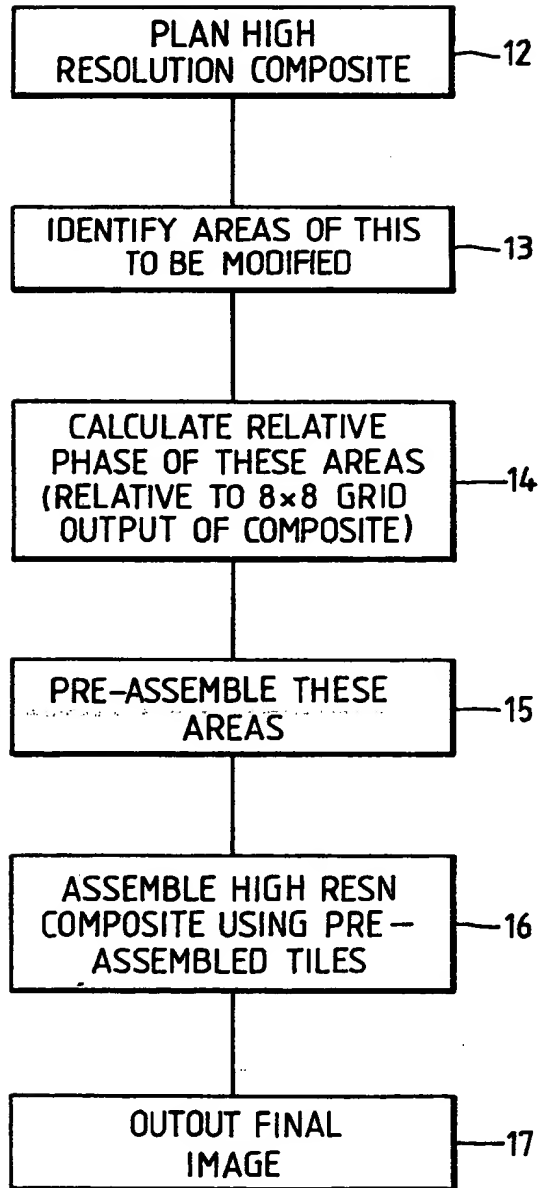 PLAN HIGH
RESOLUTION COMPOSITE
12
IDENTIFY AREAS OF THIS
TO BE MODIFIED
13
CALCULATE RELATIVE
PHASE OF THESE AREAS
(RELATIVE TO 8×8 GRID
OUTPUT OF COMPOSITE)
14
PRE-ASSEMBLE THESE
AREAS
15
ASSEMBLE HIGH RESN
COMPOSITE USING PRE-
ASSEMBLED TILES
16
OUTOUT FINAL
IMAGE
17